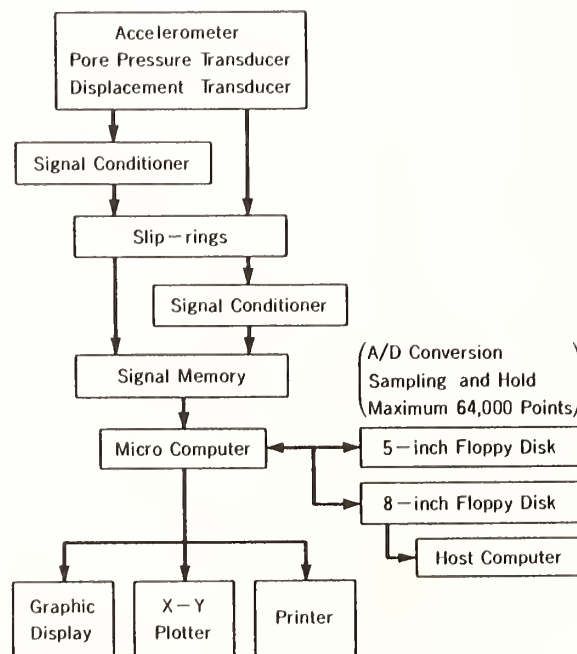 Accelerometer
Pore Pressure Transducer
Displacement Transducer
Signal Conditioner
Slip-rings
Signal Conditioner
Signal Memory
(A/D Conversion
Sampling and Hold
Maximum 64,000 Points)
Micro Computer
5-inch Floppy Disk
8-inch Floppy Disk
Host Computer
Graphic
Display
X-Y
Plotter
Printer